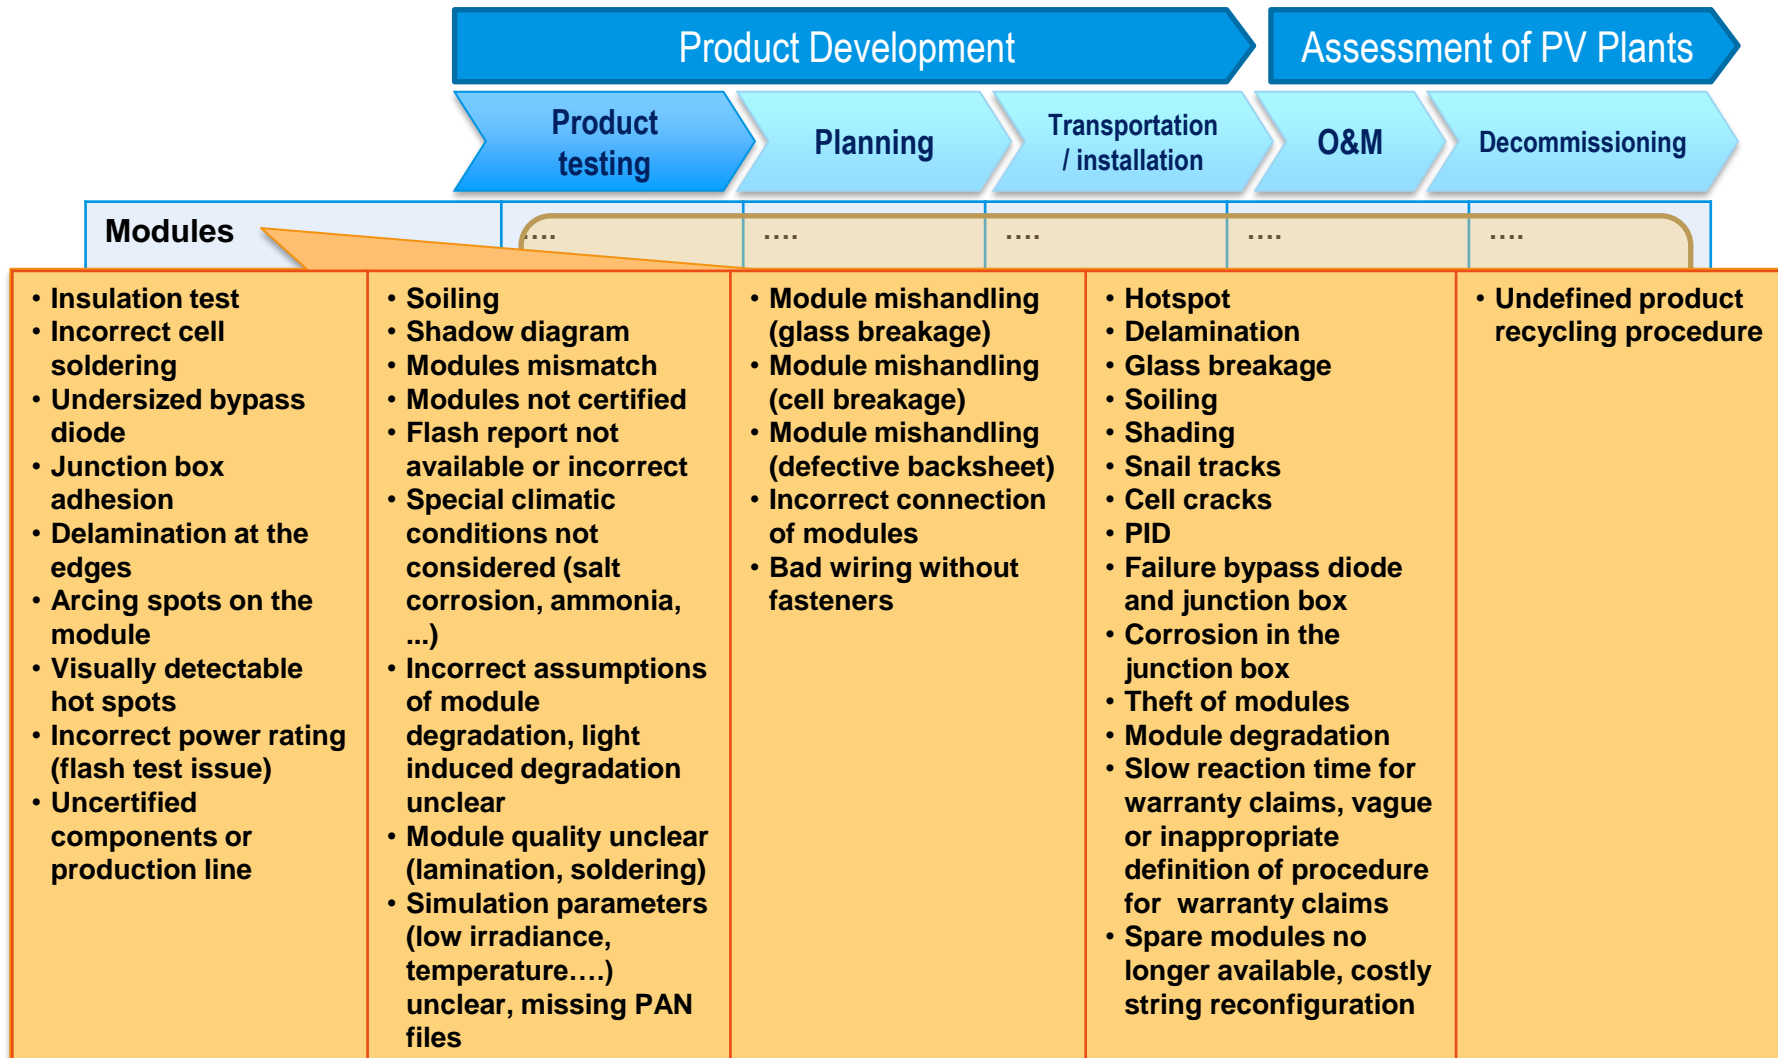 Product Development
Assessment of PV Plants
Product
testing
Planning
Transportation
/ installation
O&M
Decommissioning
Modules
....
....
....
....
....
• Insulation test
• Incorrect cell
soldering
• Undersized bypass
diode
• Junction box
adhesion
• Delamination at the
edges
• Arcing spots on the
module
• Visually detectable
hot spots
• Incorrect power rating
(flash test issue)
• Uncertified
components or
production line
• Soiling
• Shadow diagram
• Modules mismatch
• Modules not certified
• Flash report not
available or incorrect
• Special climatic
conditions not
considered (salt
corrosion, ammonia,
...)
• Incorrect assumptions
of module
degradation, light
induced degradation
unclear
• Module quality unclear
(lamination, soldering)
• Simulation parameters
(low irradiance,
temperature….)
unclear, missing PAN
files
• Module mishandling
(glass breakage)
• Module mishandling
(cell breakage)
• Module mishandling
(defective backsheet)
• Incorrect connection
of modules
• Bad wiring without
fasteners
• Hotspot
• Delamination
• Glass breakage
• Soiling
• Shading
• Snail tracks
• Cell cracks
• PID
• Failure bypass diode
and junction box
• Corrosion in the
junction box
• Theft of modules
• Module degradation
• Slow reaction time for
warranty claims, vague
or inappropriate
definition of procedure
for  warranty claims
• Spare modules no
longer available, costly
string reconfiguration
• Undefined product
recycling procedure